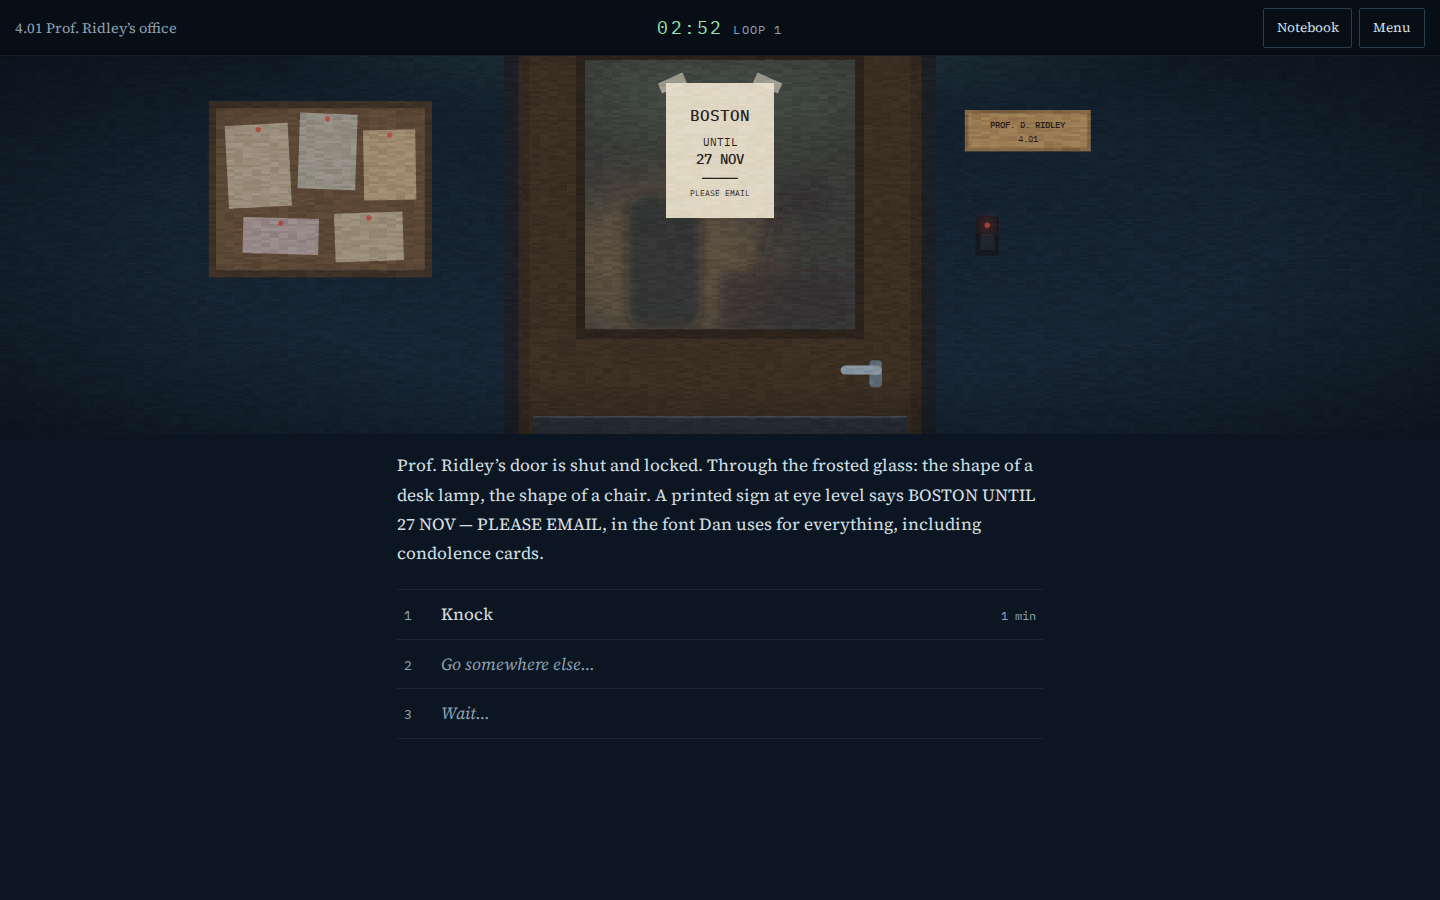 4.01 Prof. Ridley’s office
02:52 LOOP 1
Notebook
Menu
BOSTON
UNTIL
27 NOV
PLEASE EMAIL
PROF. D. RIDLEY
4.01
Prof. Ridley’s door is shut and locked. Through the frosted glass: the shape of a
desk lamp, the shape of a chair. A printed sign at eye level says BOSTON UNTIL
27 NOV — PLEASE EMAIL, in the font Dan uses for everything, including
condolence cards.
1 Knock 1 min
2 Go somewhere else...
3 Wait...